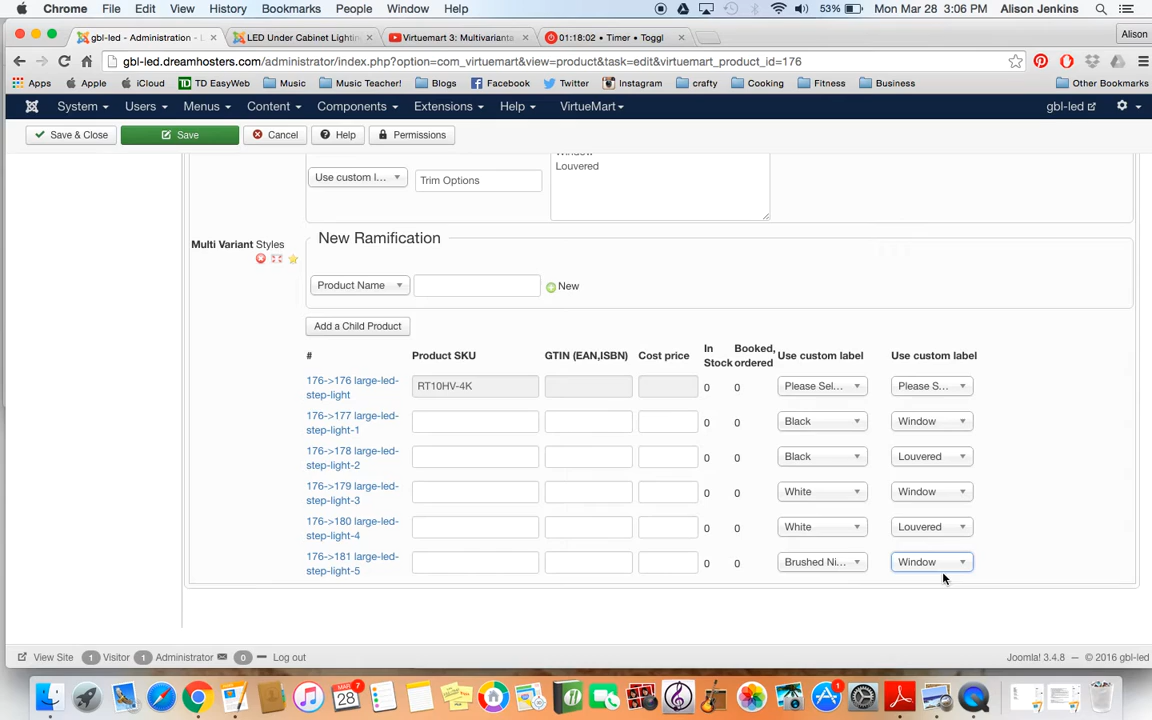 Chrome File Edit View History Bookmarks People Window Help 53% Mon Mar 28 3:06 PM Alison Jenkins
gbl-led - Administration - LED Under Cabinet Lightin Virtuemart 3: Multivarianta 01:18:02 • Timer • Toggl Alison
gbl-led.dreamhosters.com/administrator/index.php?option=com_virtuemart&view=product&task=edit&virtuemart_product_id=176
Apps Apple iCloud TD EasyWeb Music Music Teacher! Blogs Facebook Twitter Instagram crafty Cooking Fitness Business Other Bookmarks
System Users Menus Content Components Extensions Help VirtueMart gbl-led
Save & Close Save Cancel Help Permissions
Window
Louvered
Use custom l... Trim Options
Multi Variant Styles
New Ramification
Product Name New
Add a Child Product
# Product SKU GTIN (EAN,ISBN) Cost price In Stock Booked, ordered Use custom label Use custom label
176->176 large-led-step-light RT10HV-4K 0 0 Please Sel... Please S...
176->177 large-led-step-light-1 0 0 Black Window
176->178 large-led-step-light-2 0 0 Black Louvered
176->179 large-led-step-light-3 0 0 White Window
176->180 large-led-step-light-4 0 0 White Louvered
176->181 large-led-step-light-5 0 0 Brushed Ni... Window
View Site 1 Visitor 1 Administrator 0 Log out Joomla! 3.4.8 — © 2016 gbl-led
MAR 28 7 1